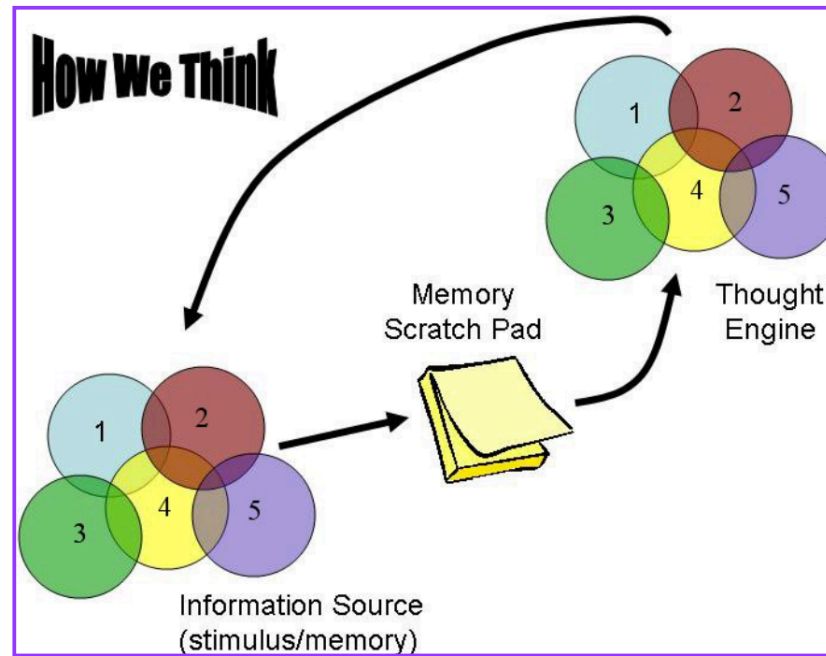 How We Think
1
2
3
4
5
Thought
Engine
Memory
Scratch Pad
1
2
3
4
5
Information Source
(stimulus/memory)